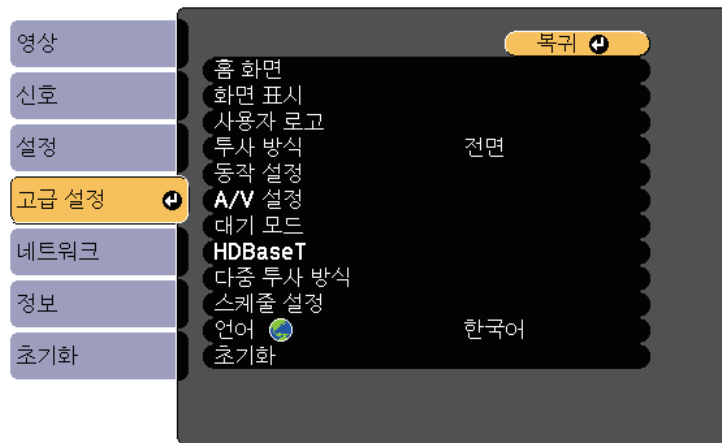 영상
신호
설정
고급 설정
네트워크
정보
초기화
복귀
홈 화면
화면 표시
사용자 로고
투사 방식 전면
동작 설정
A/V 설정
대기 모드
HDBaseT
다중 투사 방식
스케줄 설정
언어 한국어
초기화